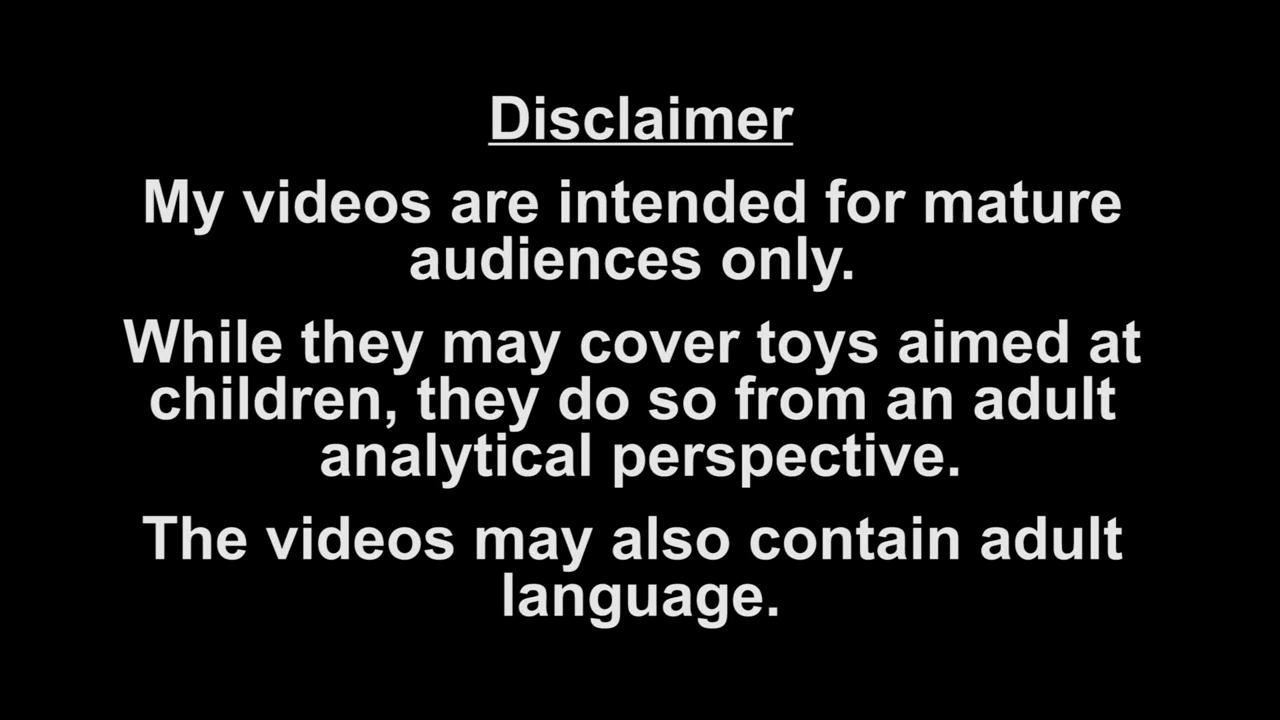 Disclaimer
My videos are intended for mature
audiences only.
While they may cover toys aimed at
children, they do so from an adult
analytical perspective.
The videos may also contain adult
language.